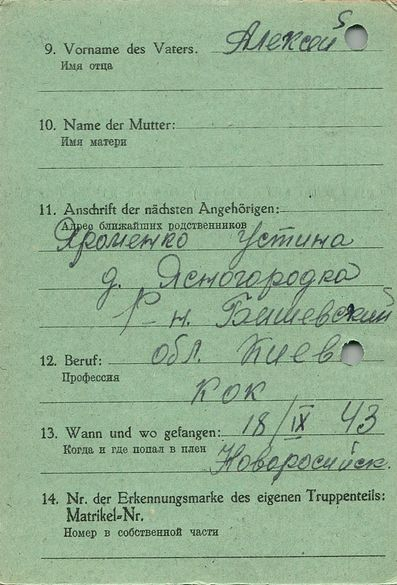 9. Vorname des Vaters. Алексей
Имя отца
10. Name der Mutter:
Имя матери
11. Anschrift der nächsten Angehörigen:
Адрес ближайших родственников
Яроменко Устина
д. Ясногородка
Р-н. Бышевский
обл. Киев
12. Beruf:
Профессия
кок
13. Wann und wo gefangen: 18/IX 43
Когда и где попал в плен
Новоросийск.
14. Nr. der Erkennungsmarke des eigenen Truppenteils:
Matrikel-Nr.
Номер в собственной части